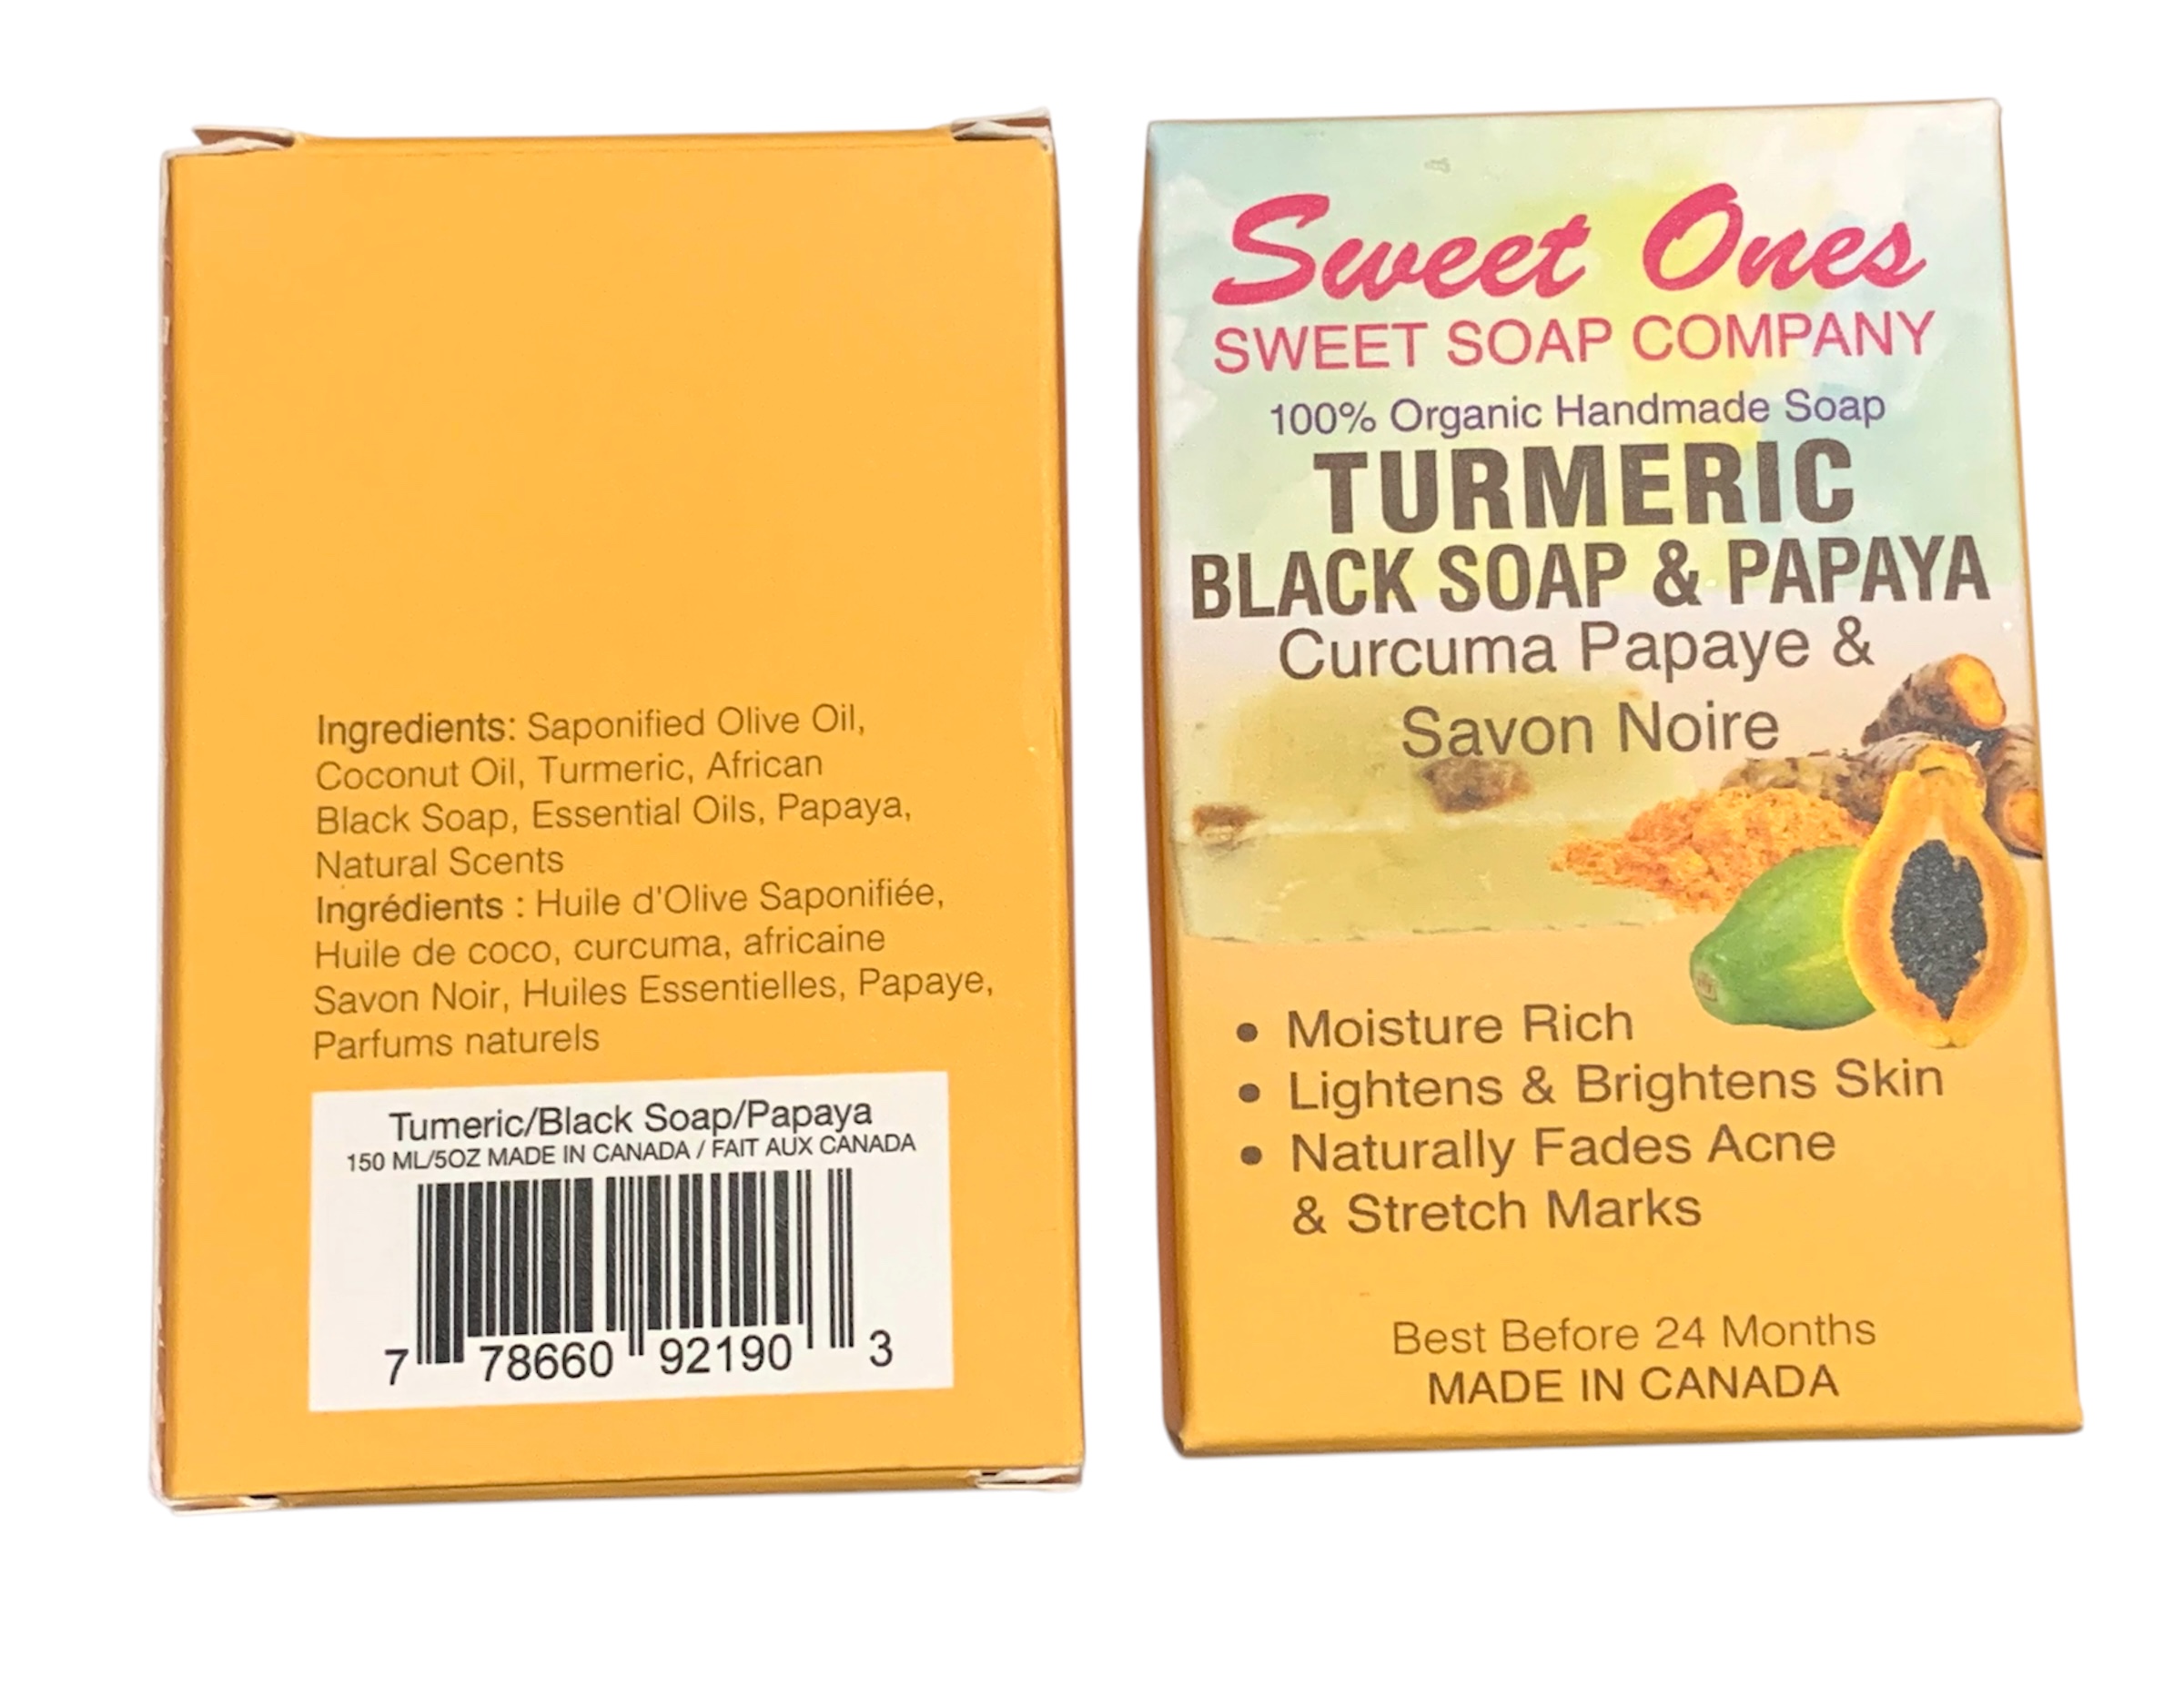 Ingredients: Saponified Olive Oil,
Coconut Oil, Turmeric, African
Black Soap, Essential Oils, Papaya,
Natural Scents
Ingrédients : Huile d'Olive Saponifiée,
Huile de coco, curcuma, africaine
Savon Noir, Huiles Essentielles, Papaye,
Parfums naturels
Tumeric/Black Soap/Papaya
150 ML/5OZ MADE IN CANADA / FAIT AUX CANADA
7 78660 92190 3
Sweet Ones
SWEET SOAP COMPANY
100% Organic Handmade Soap
TURMERIC
BLACK SOAP & PAPAYA
Curcuma Papaye &
Savon Noire
• Moisture Rich
• Lightens & Brightens Skin
• Naturally Fades Acne
& Stretch Marks
Best Before 24 Months
MADE IN CANADA